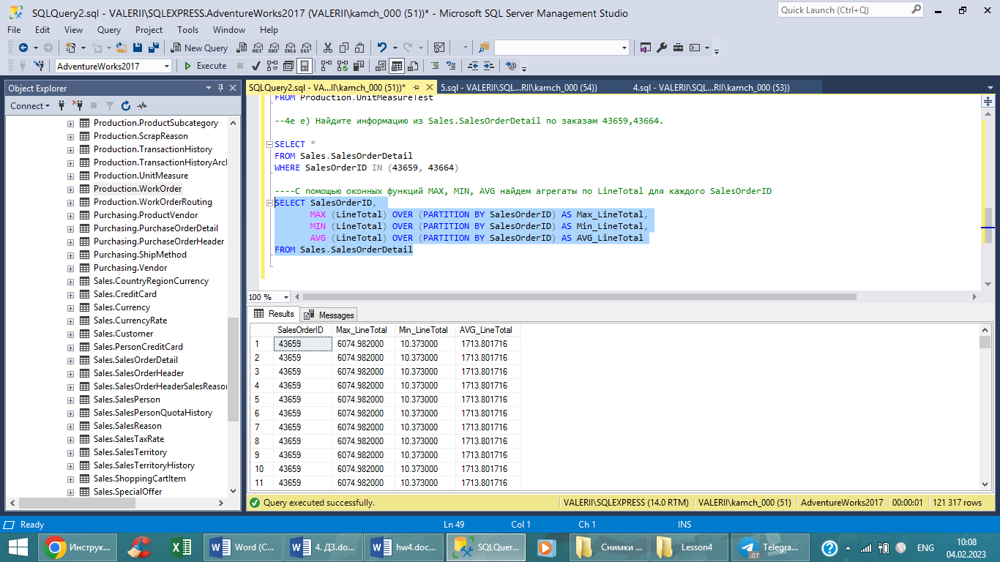 SQLQuery2.sql - VALERII\SQLEXPRESS.AdventureWorks2017 (VALERII\kamch_000 (51))* - Microsoft SQL Server Management Studio
Quick Launch (Ctrl+Q)
File Edit View Query Project Tools Window Help
New Query MDX DMX XMLA DAX
AdventureWorks2017 Execute
Object Explorer
Connect
Production.ProductSubcategory
Production.ScrapReason
Production.TransactionHistory
Production.TransactionHistoryArc
Production.UnitMeasure
Production.WorkOrder
Production.WorkOrderRouting
Purchasing.ProductVendor
Purchasing.PurchaseOrderDetail
Purchasing.PurchaseOrderHeader
Purchasing.ShipMethod
Purchasing.Vendor
Sales.CountryRegionCurrency
Sales.CreditCard
Sales.Currency
Sales.CurrencyRate
Sales.Customer
Sales.PersonCreditCard
Sales.SalesOrderDetail
Sales.SalesOrderHeader
Sales.SalesOrderHeaderSalesReason
Sales.SalesPerson
Sales.SalesPersonQuotaHistory
Sales.SalesReason
Sales.SalesTaxRate
Sales.SalesTerritory
Sales.SalesTerritoryHistory
Sales.ShoppingCartItem
Sales.SpecialOffer
SQLQuery2.sql - VA...II\kamch_000 (51))* 5.sql - VALERII\SQL...RII\kamch_000 (54)) 4.sql - VALERII\SQL...RII\kamch_000 (53))
FROM Production.UnitMeasureTest
--4e e) Найдите информацию из Sales.SalesOrderDetail по заказам 43659,43664.
SELECT *
FROM Sales.SalesOrderDetail
WHERE SalesOrderID IN (43659, 43664)
----С помощью оконных функций MAX, MIN, AVG найдем агрегаты по LineTotal для каждого SalesOrderID
SELECT SalesOrderID,
MAX (LineTotal) OVER (PARTITION BY SalesOrderID) AS Max_LineTotal,
MIN (LineTotal) OVER (PARTITION BY SalesOrderID) AS Min_LineTotal,
AVG (LineTotal) OVER (PARTITION BY SalesOrderID) AS AVG_LineTotal
FROM Sales.SalesOrderDetail
100 %
Results Messages
SalesOrderID Max_LineTotal Min_LineTotal AVG_LineTotal
1 43659 6074.982000 10.373000 1713.801716
2 43659 6074.982000 10.373000 1713.801716
3 43659 6074.982000 10.373000 1713.801716
4 43659 6074.982000 10.373000 1713.801716
5 43659 6074.982000 10.373000 1713.801716
6 43659 6074.982000 10.373000 1713.801716
7 43659 6074.982000 10.373000 1713.801716
8 43659 6074.982000 10.373000 1713.801716
9 43659 6074.982000 10.373000 1713.801716
10 43659 6074.982000 10.373000 1713.801716
11 43659 6074.982000 10.373000 1713.801716
Query executed successfully. VALERII\SQLEXPRESS (14.0 RTM) VALERII\kamch_000 (51) AdventureWorks2017 00:00:01 121 317 rows
Ready Ln 49 Col 1 Ch 1 INS
Инструк... Word (С... 4. ДЗ.do... hw4.doc... SQLQuer... Снимки ... Lesson4 Telegra... ENG 10:08
04.02.2023